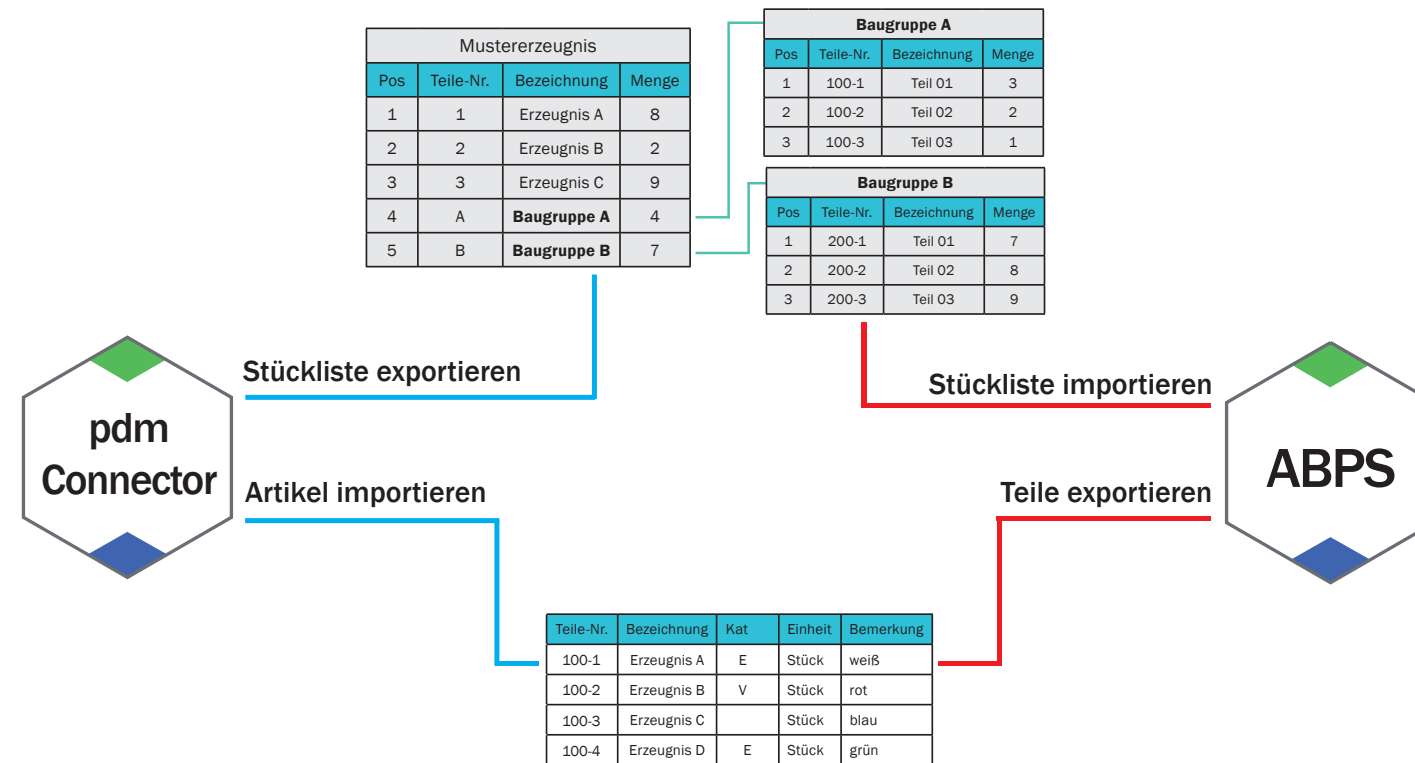 Mustererzeugnis
Pos Teile-Nr. Bezeichnung Menge
1 1 Erzeugnis A 8
2 2 Erzeugnis B 2
3 3 Erzeugnis C 9
4 A Baugruppe A 4
5 B Baugruppe B 7
Baugruppe A
Pos Teile-Nr. Bezeichnung Menge
1 100-1 Teil 01 3
2 100-2 Teil 02 2
3 100-3 Teil 03 1
Baugruppe B
Pos Teile-Nr. Bezeichnung Menge
1 200-1 Teil 01 7
2 200-2 Teil 02 8
3 200-3 Teil 03 9
Stückliste exportieren
Stückliste importieren
pdm
Connector
ABPS
Artikel importieren
Teile exportieren
Teile-Nr. Bezeichnung Kat Einheit Bemerkung
100-1 Erzeugnis A E Stück weiß
100-2 Erzeugnis B V Stück rot
100-3 Erzeugnis C Stück blau
100-4 Erzeugnis D E Stück grün